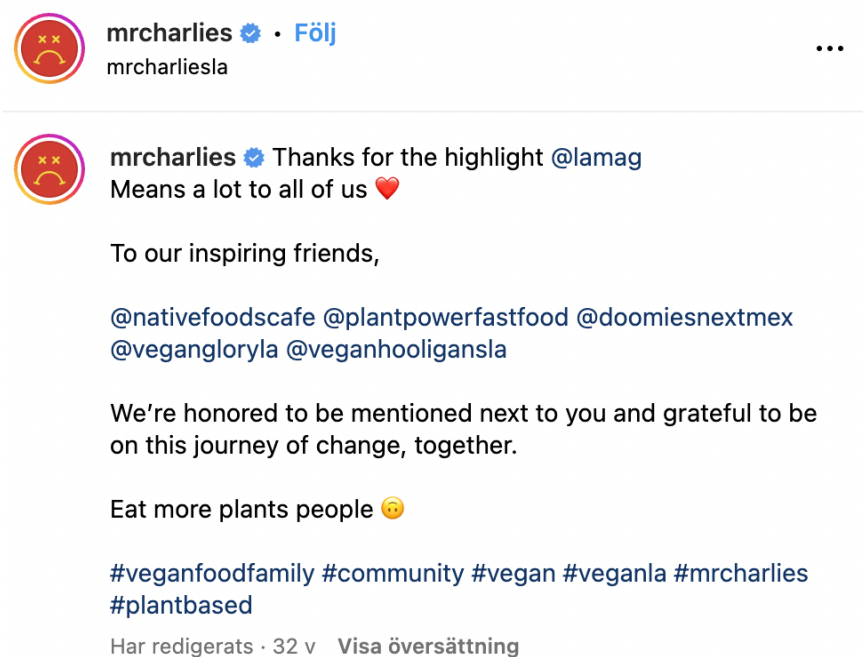 mrcharlies • Följ
mrcharliesla
mrcharlies Thanks for the highlight @lamag
Means a lot to all of us ❤️
To our inspiring friends,
@nativefoodscafe @plantpowerfastfood @doomiesnextmex
@vegangloryla @veganhooligansla
We’re honored to be mentioned next to you and grateful to be
on this journey of change, together.
Eat more plants people 🙃
#veganfoodfamily #community #vegan #veganla #mrcharlies
#plantbased
Har redigerats · 32 v Visa översättning